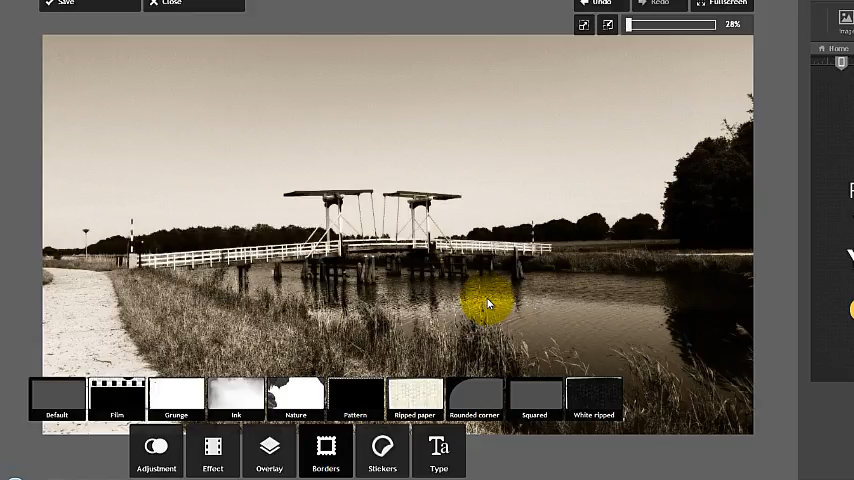 Save Close Undo Redo Fullscreen
28%
Home
Default Film Grunge Ink Nature Pattern Ripped paper Rounded corner Squared White ripped
Adjustment Effect Overlay Borders Stickers Type
Ta